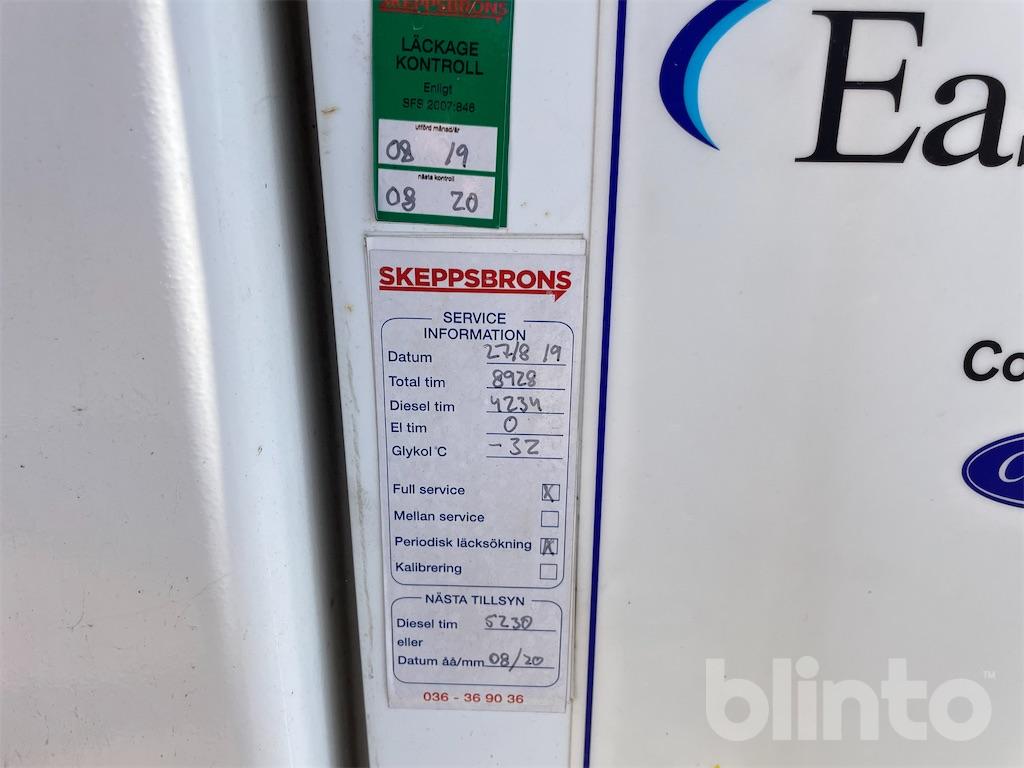 SKEPPSBRONS
LÄCKAGE
KONTROLL
Enligt
SFS 2007:846
utförd månad/år
08 19
nästa kontroll
08 20
SKEPPSBRONS
SERVICE
INFORMATION
Datum 27/8 19
Total tim 8928
Diesel tim 4234
El tim 0
Glykol °C -32
Full service X
Mellan service
Periodisk läcksökning X
Kalibrering
NÄSTA TILLSYN
Diesel tim 5230
eller
Datum åå/mm 08/20
036 - 36 90 36
Ea
Co
blinto™